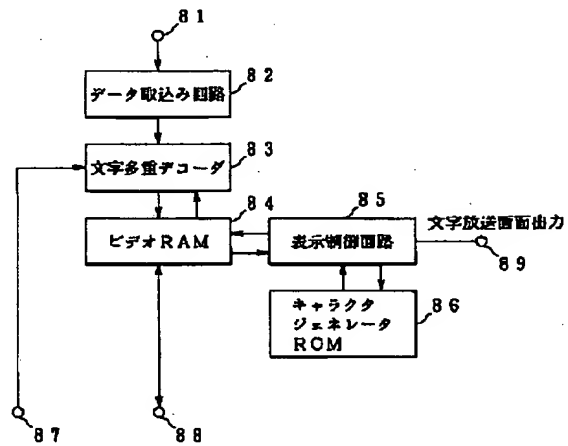 81
82
データ取込み回路
83
文字多重デコーダ
84
ビデオRAM
85
表示制御回路
文字放送画面出力
89
キャラクタ
ジェネレータ
ROM
86
87
88